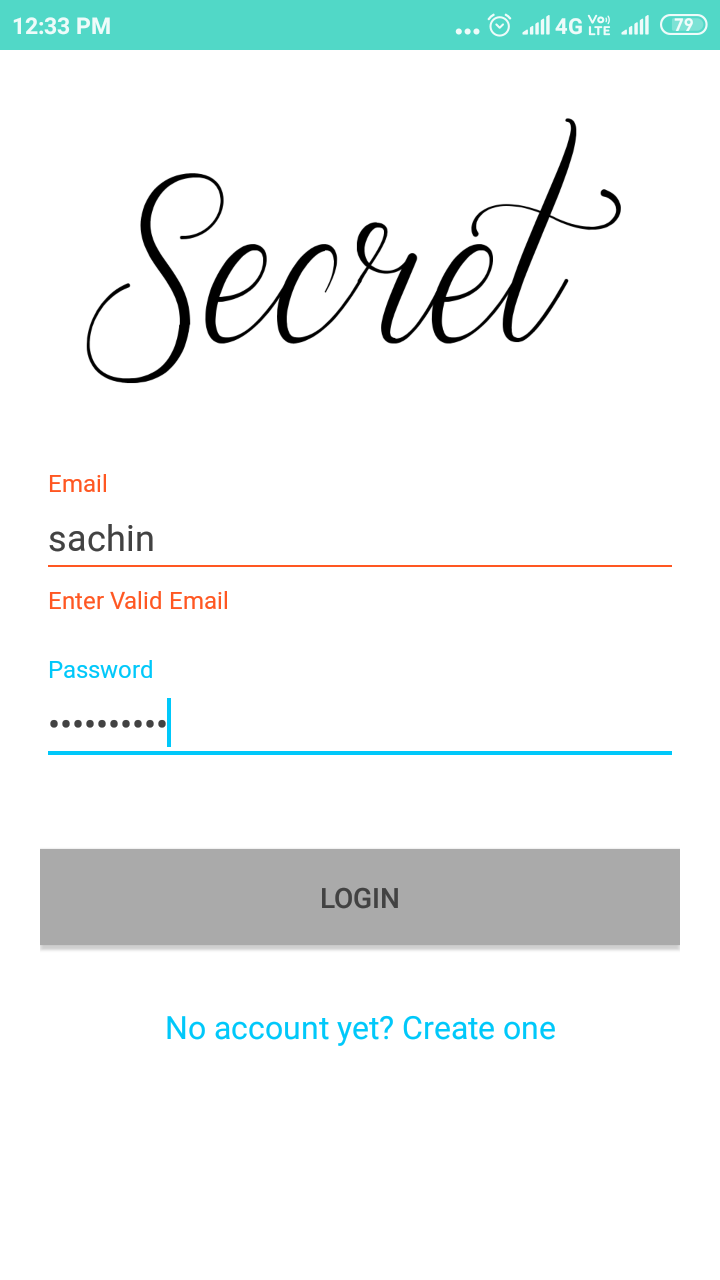 12:33 PM ... 4G Vo) LTE 79
Secret
Email
sachin
Enter Valid Email
Password
••••••••••
LOGIN
No account yet? Create one